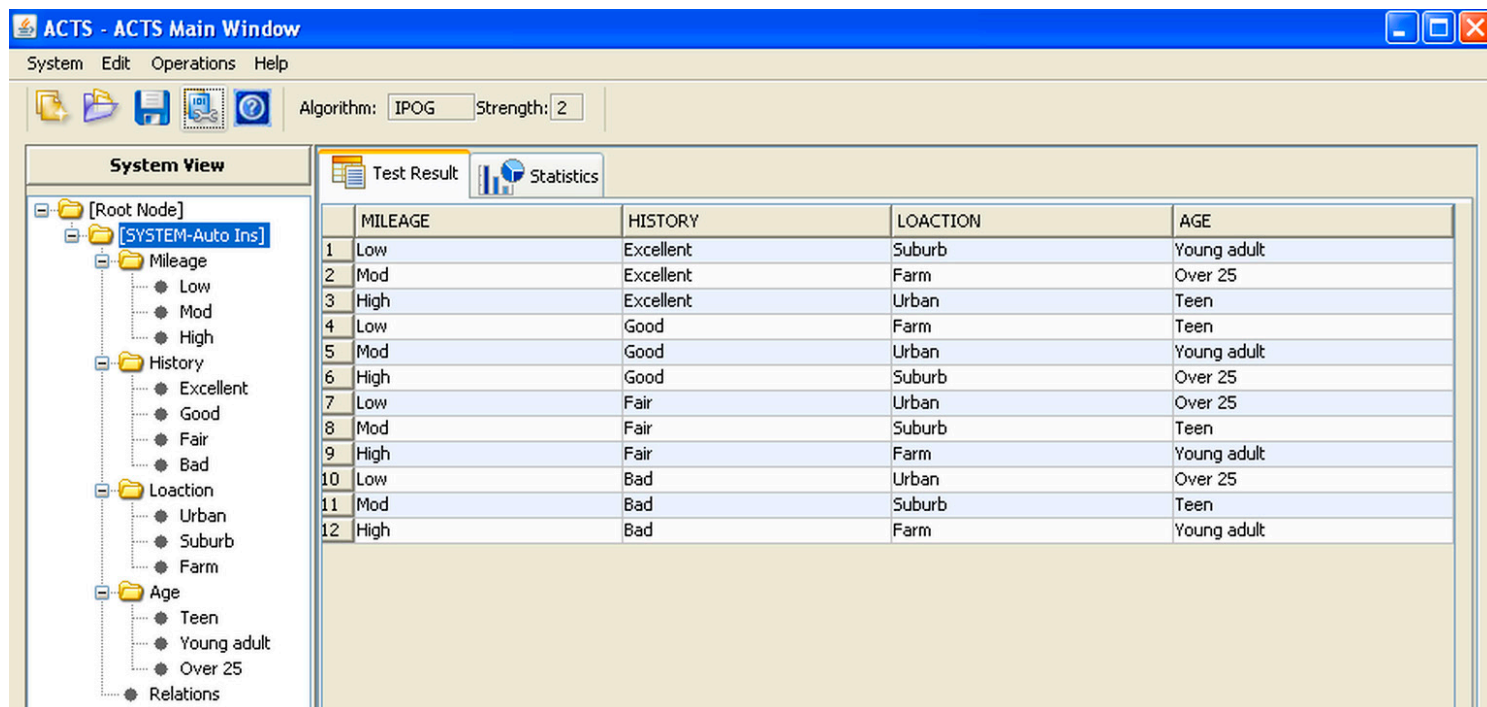 ACTS - ACTS Main Window
System Edit Operations Help
Algorithm: IPOG Strength: 2
System View
[Root Node]
[SYSTEM-Auto Ins]
Mileage
Low
Mod
High
History
Excellent
Good
Fair
Bad
Loaction
Urban
Suburb
Farm
Age
Teen
Young adult
Over 25
Relations
Test Result Statistics
MILEAGE HISTORY LOACTION AGE
1 Low Excellent Suburb Young adult
2 Mod Excellent Farm Over 25
3 High Excellent Urban Teen
4 Low Good Farm Teen
5 Mod Good Urban Young adult
6 High Good Suburb Over 25
7 Low Fair Urban Over 25
8 Mod Fair Suburb Teen
9 High Fair Farm Young adult
10 Low Bad Urban Over 25
11 Mod Bad Suburb Teen
12 High Bad Farm Young adult